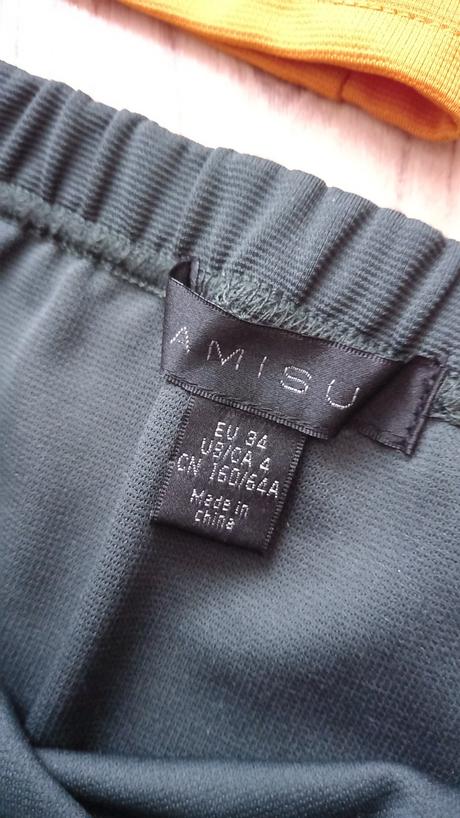 AMISU
EU 34
US/CA 4
CN 160/64A
Made in
China